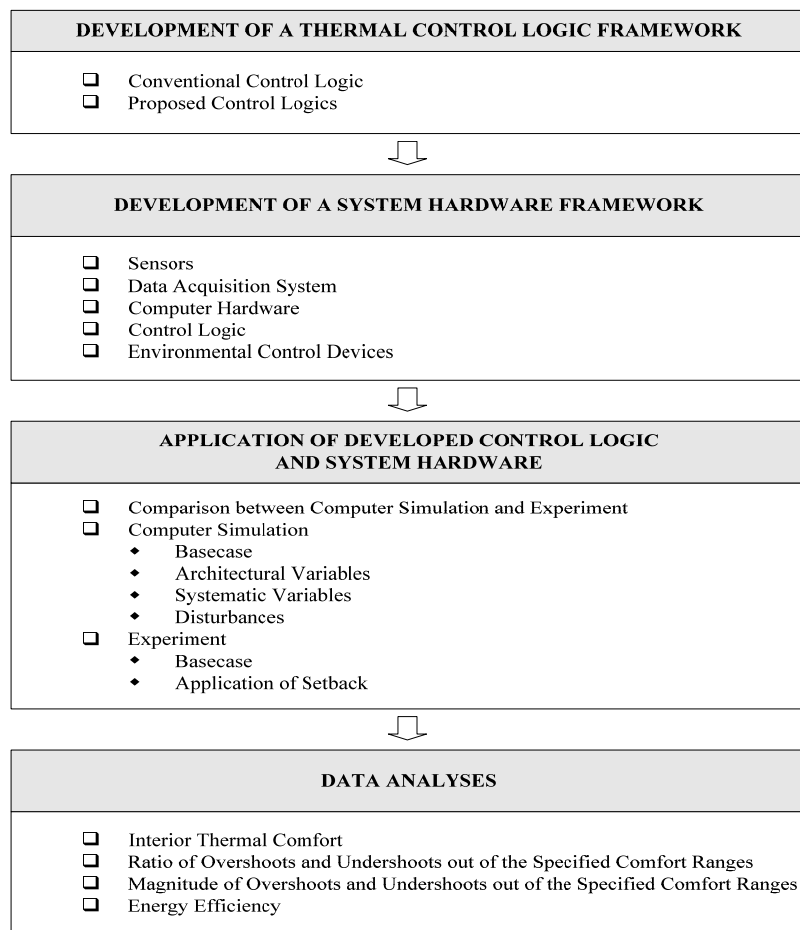 DEVELOPMENT OF A THERMAL CONTROL LOGIC FRAMEWORK
Conventional Control Logic
Proposed Control Logics
DEVELOPMENT OF A SYSTEM HARDWARE FRAMEWORK
Sensors
Data Acquisition System
Computer Hardware
Control Logic
Environmental Control Devices
APPLICATION OF DEVELOPED CONTROL LOGIC
AND SYSTEM HARDWARE
Comparison between Computer Simulation and Experiment
Computer Simulation
Basecase
Architectural Variables
Systematic Variables
Disturbances
Experiment
Basecase
Application of Setback
DATA ANALYSES
Interior Thermal Comfort
Ratio of Overshoots and Undershoots out of the Specified Comfort Ranges
Magnitude of Overshoots and Undershoots out of the Specified Comfort Ranges
Energy Efficiency